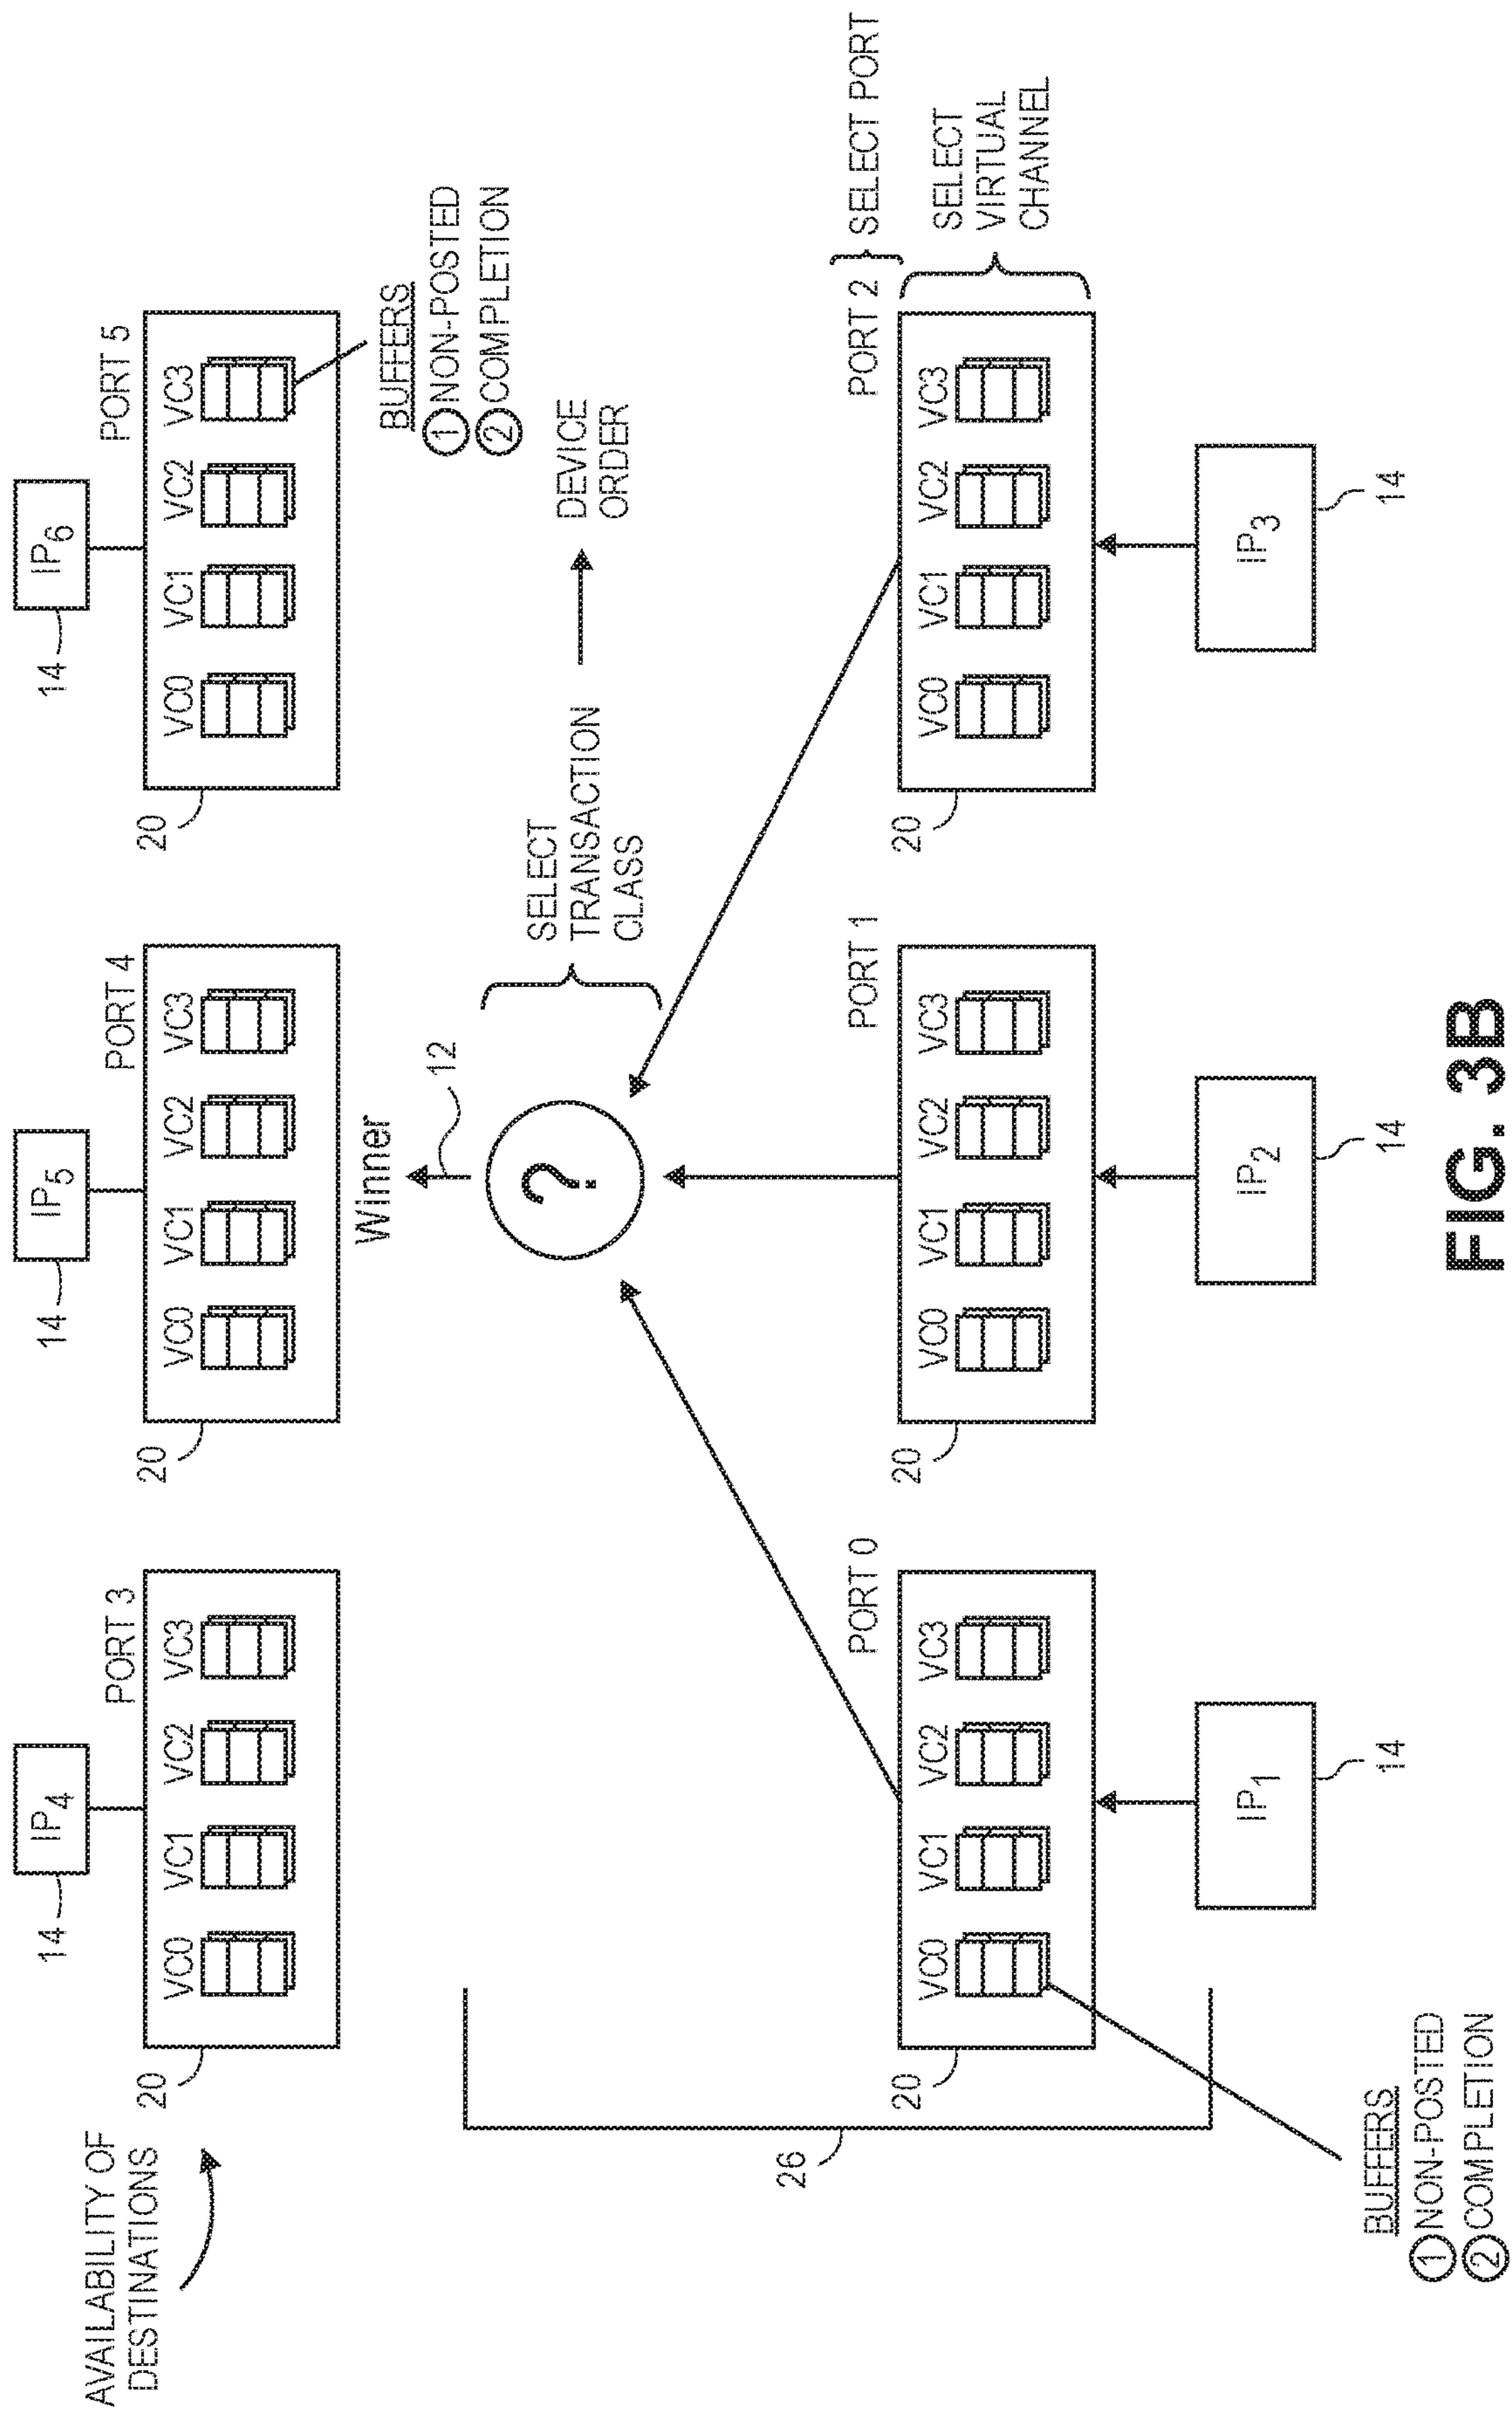 IP4
IP5
IP6
14
14
14
AVAILABILITY OF
DESTINATIONS
PORT 3
PORT 4
PORT 5
20
VC0 VC1 VC2 VC3
20
VC0 VC1 VC2 VC3
20
VC0 VC1 VC2 VC3
BUFFERS
1 NON-POSTED
2 COMPLETION
Winner
12
?
SELECT
TRANSACTION
CLASS
DEVICE
ORDER
26
PORT 0
PORT 1
PORT 2
SELECT PORT
20
VC0 VC1 VC2 VC3
20
VC0 VC1 VC2 VC3
20
VC0 VC1 VC2 VC3
SELECT
VIRTUAL
CHANNEL
IP1
IP2
IP3
14
14
14
BUFFERS
1 NON-POSTED
2 COMPLETION
FIG. 3B